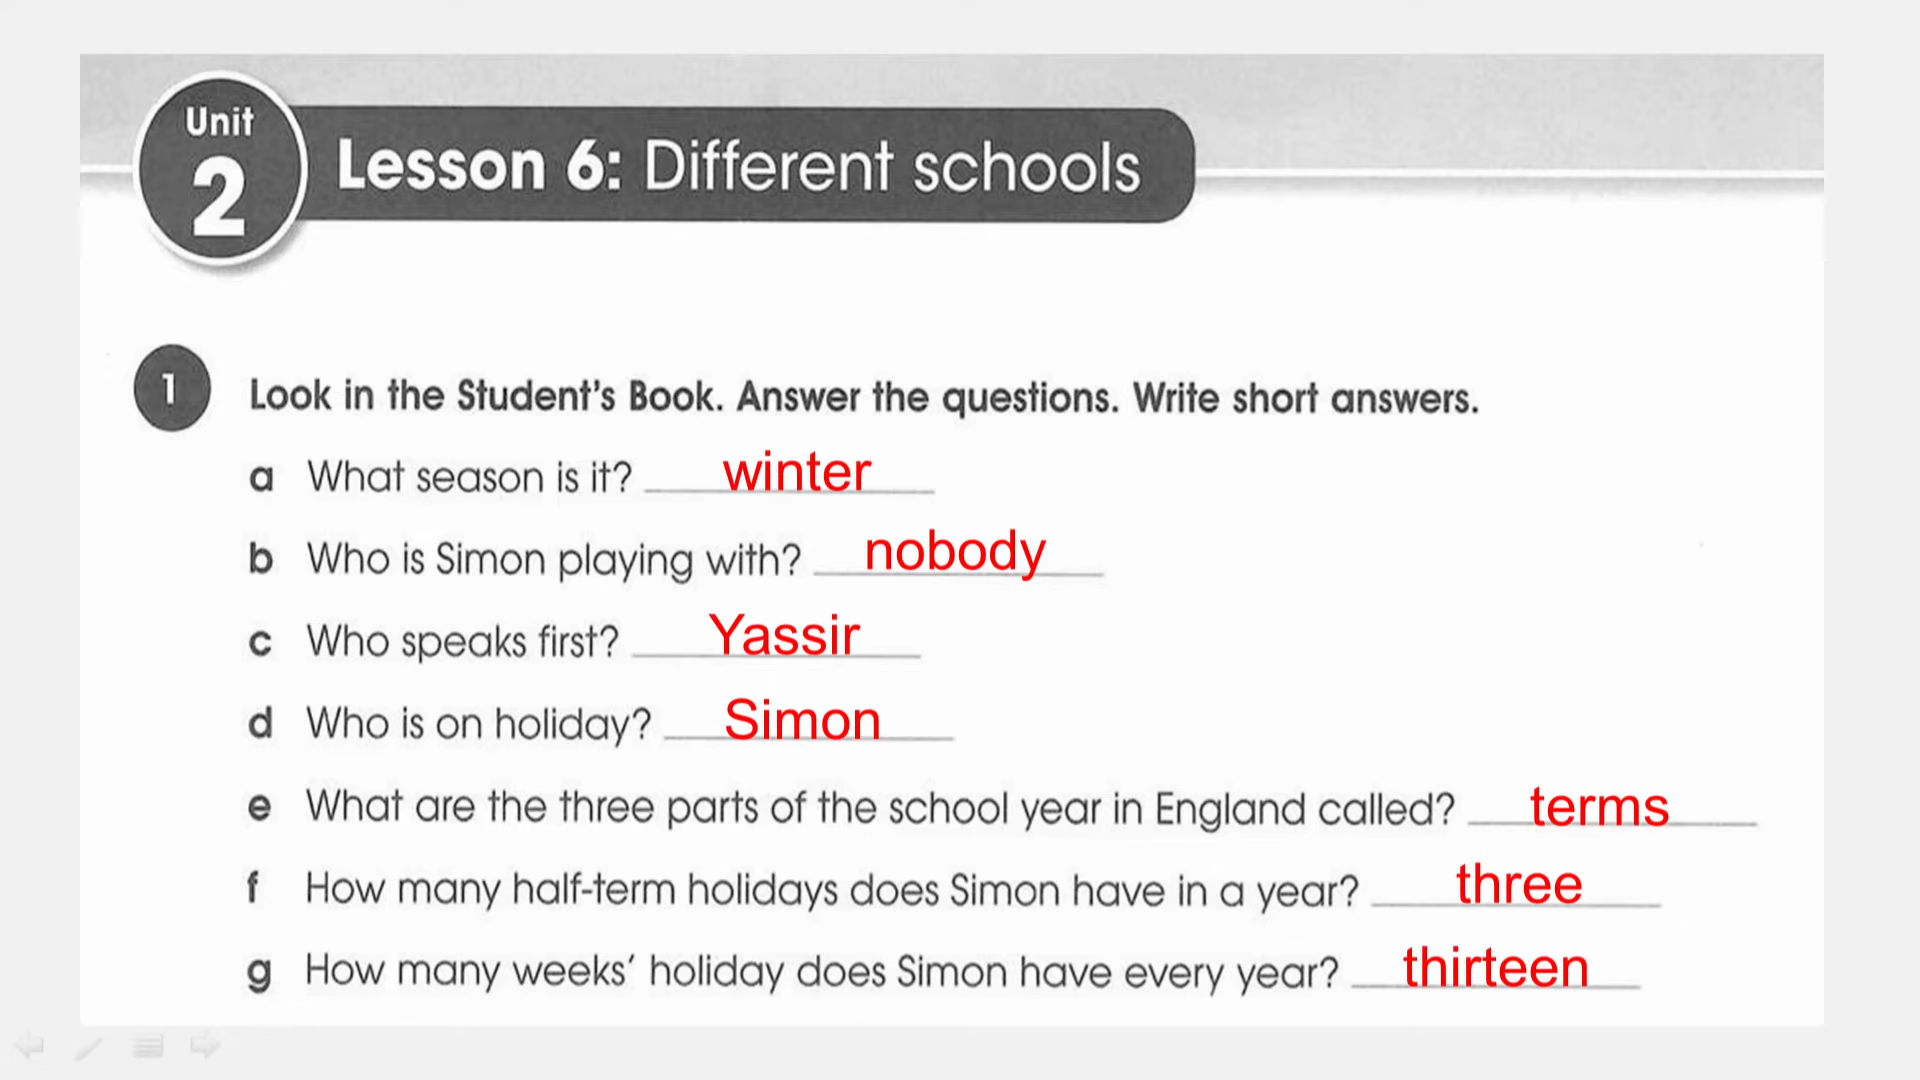 Unit
2
Lesson 6: Different schools
1 Look in the Student's Book. Answer the questions. Write short answers.
a What season is it? winter
b Who is Simon playing with? nobody
c Who speaks first? Yassir
d Who is on holiday? Simon
e What are the three parts of the school year in England called? terms
f How many half-term holidays does Simon have in a year? three
g How many weeks' holiday does Simon have every year? thirteen